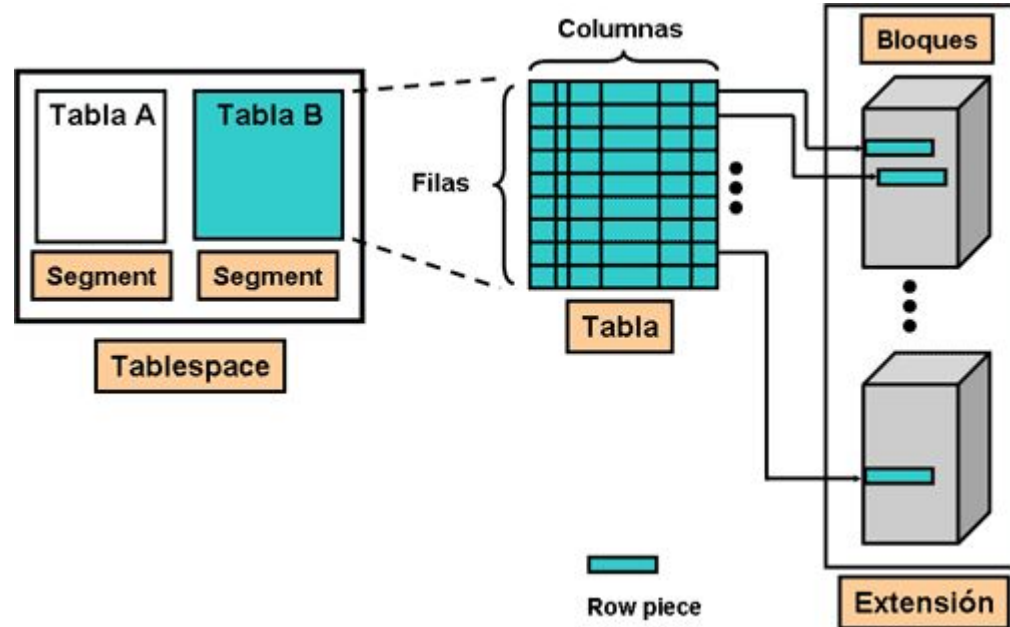 Tabla A
Tabla B
Segment
Segment
Tablespace
Columnas
Filas
Tabla
Row piece
Bloques
Extensión